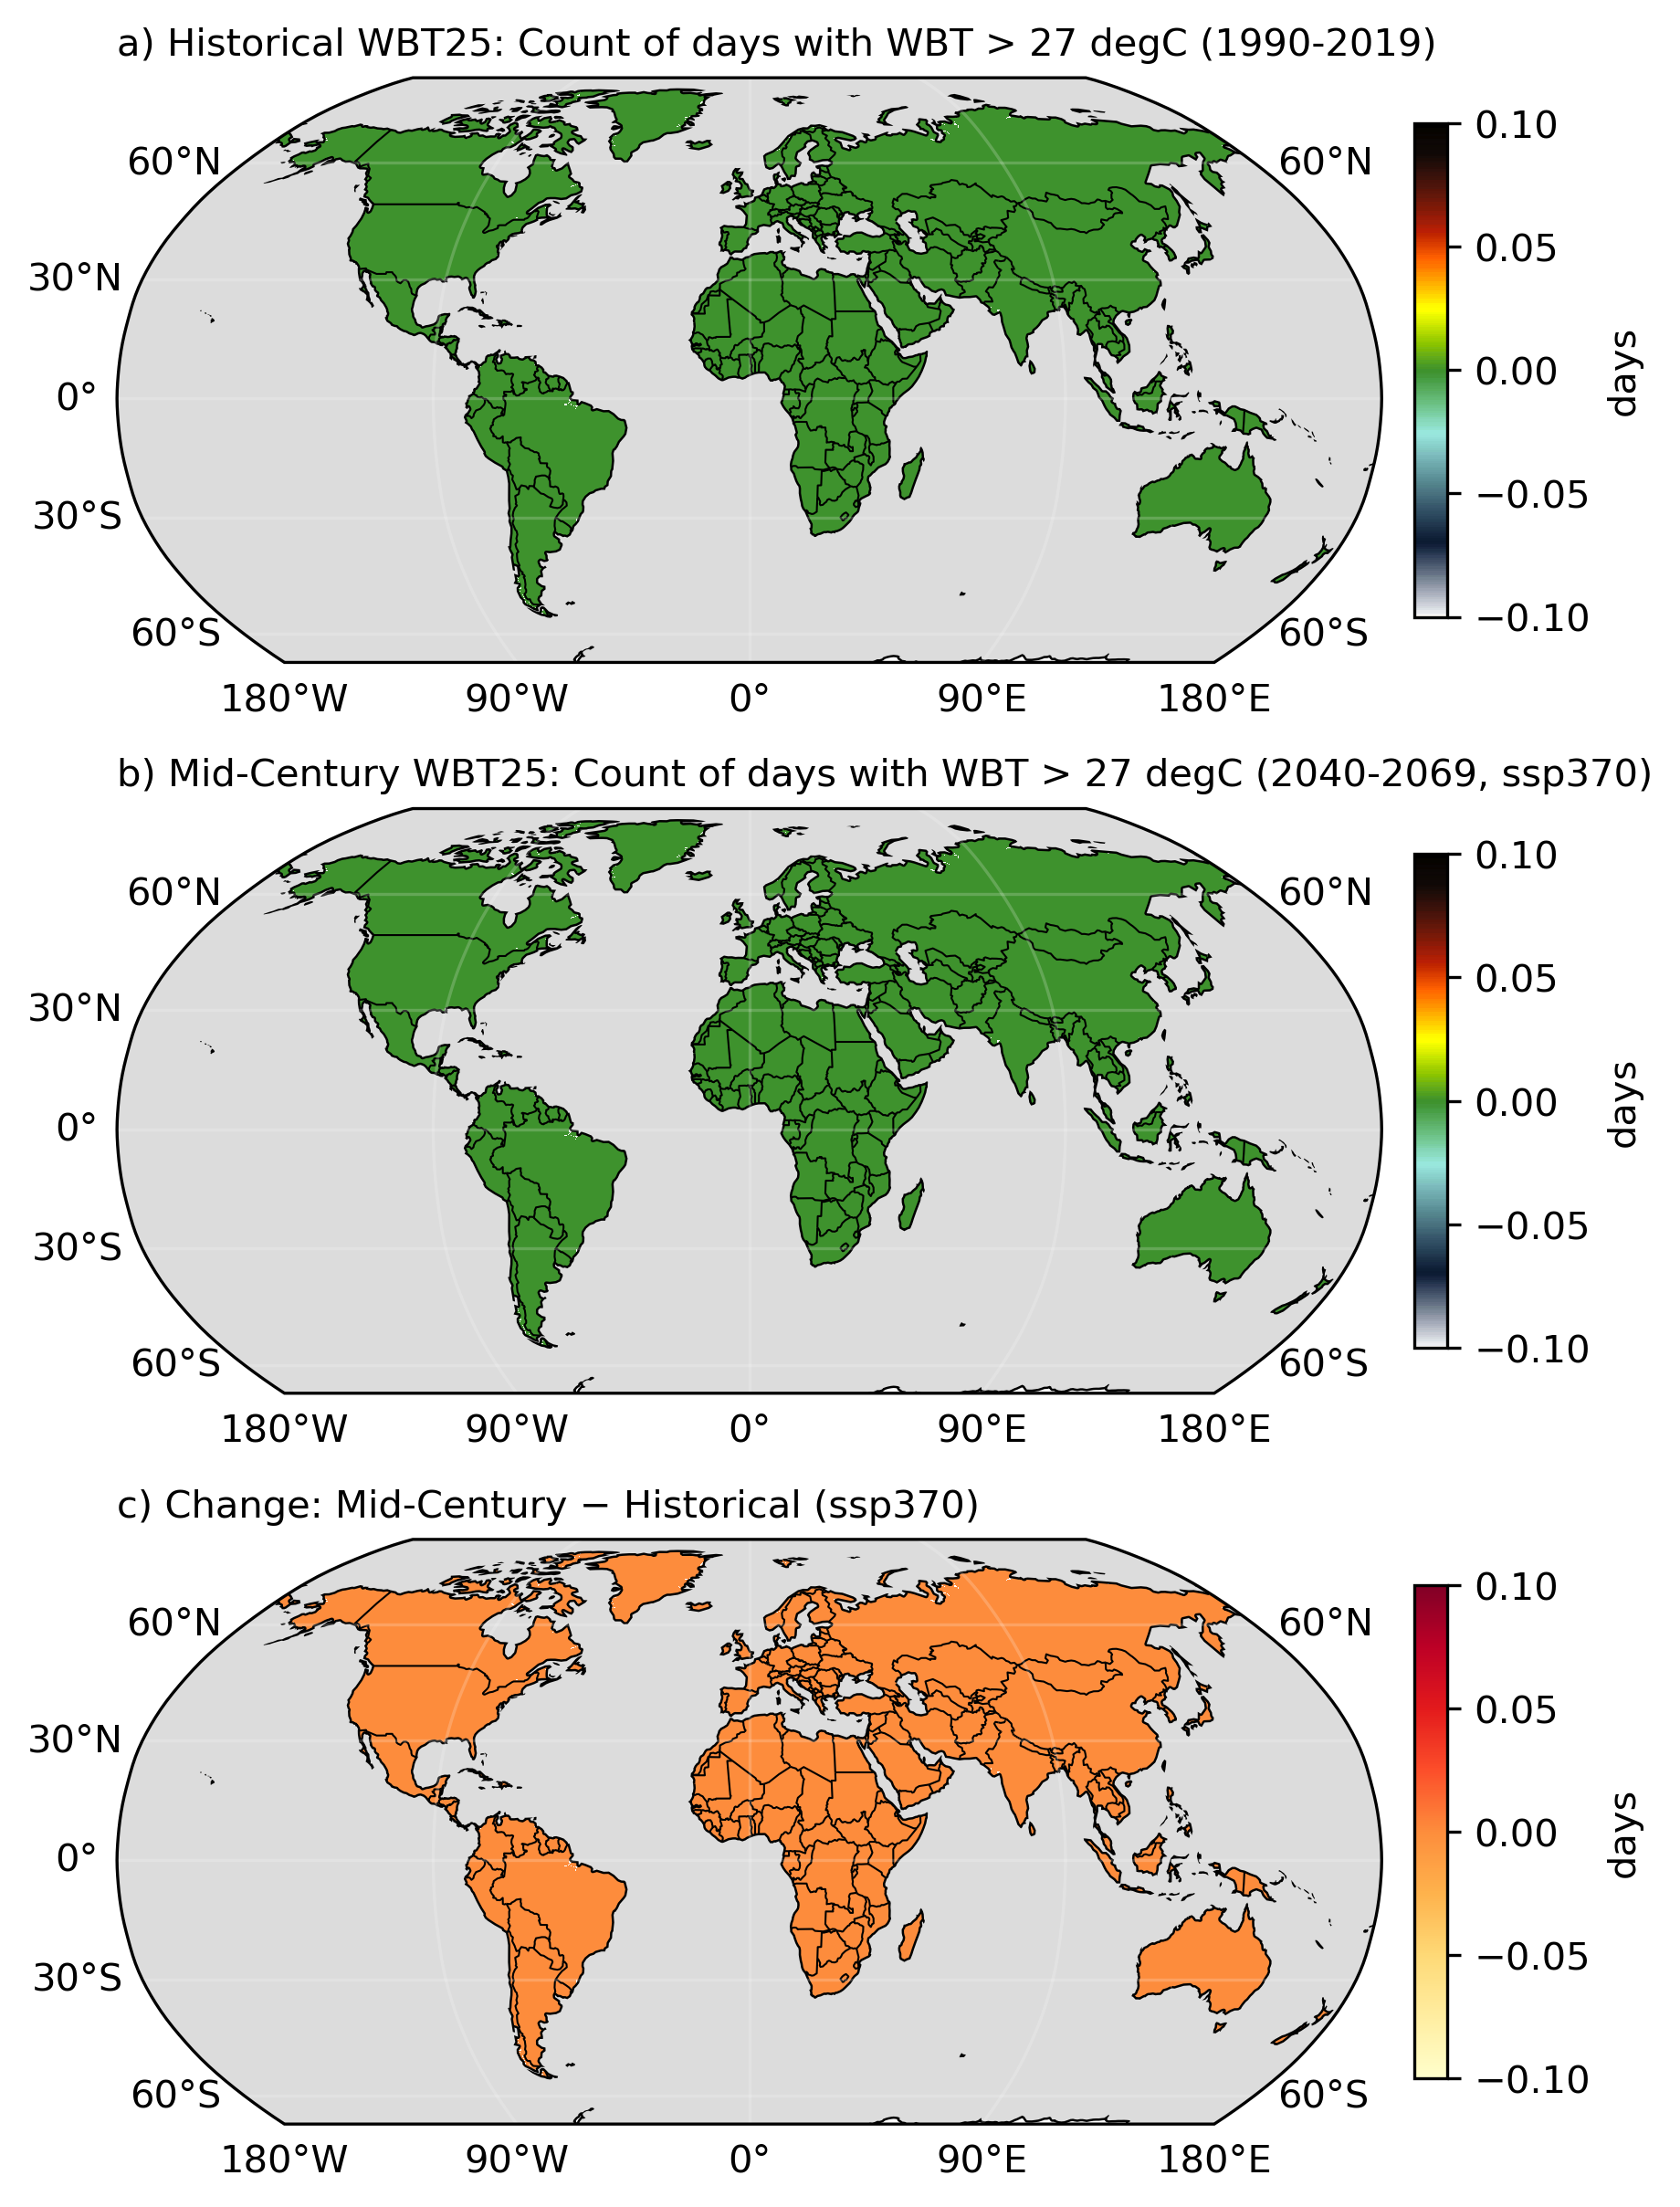 a) Historical WBT25: Count of days with WBT > 27 degC (1990-2019)
60°N 60°N
30°N
0°
30°S
60°S 60°S
180°W 90°W 0° 90°E 180°E
0.10
0.05
0.00
−0.05
−0.10
days
b) Mid-Century WBT25: Count of days with WBT > 27 degC (2040-2069, ssp370)
60°N 60°N
30°N
0°
30°S
60°S 60°S
180°W 90°W 0° 90°E 180°E
0.10
0.05
0.00
−0.05
−0.10
days
c) Change: Mid-Century − Historical (ssp370)
60°N 60°N
30°N
0°
30°S
60°S 60°S
180°W 90°W 0° 90°E 180°E
0.10
0.05
0.00
−0.05
−0.10
days